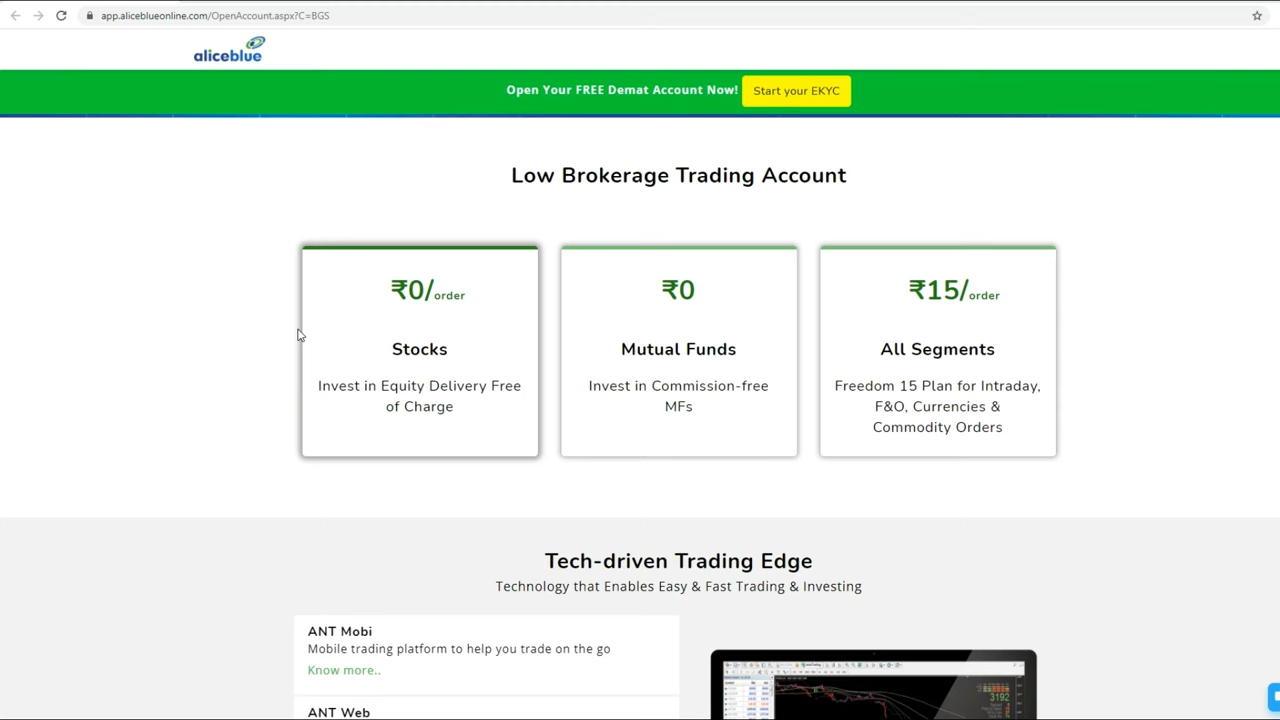 app.aliceblueonline.com/OpenAccount.aspx?C=BGS
aliceblue
Open Your FREE Demat Account Now! Start your EKYC
Low Brokerage Trading Account
₹0/order
Stocks
Invest in Equity Delivery Free
of Charge
₹0
Mutual Funds
Invest in Commission-free
MFs
₹15/order
All Segments
Freedom 15 Plan for Intraday,
F&O, Currencies &
Commodity Orders
Tech-driven Trading Edge
Technology that Enables Easy & Fast Trading & Investing
ANT Mobi
Mobile trading platform to help you trade on the go
Know more..
ANT Web
3192